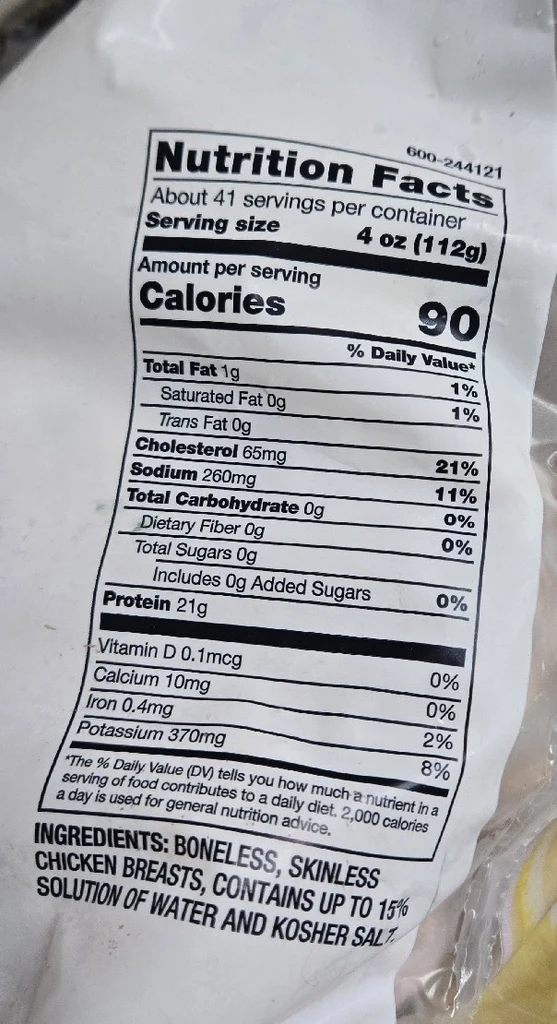 600-244121
Nutrition Facts
About 41 servings per container
Serving size 4 oz (112g)
Amount per serving
Calories 90
% Daily Value*
Total Fat 1g 1%
Saturated Fat 0g 1%
Trans Fat 0g
Cholesterol 65mg 21%
Sodium 260mg 11%
Total Carbohydrate 0g 0%
Dietary Fiber 0g 0%
Total Sugars 0g
Includes 0g Added Sugars 0%
Protein 21g
Vitamin D 0.1mcg 0%
Calcium 10mg 0%
Iron 0.4mg 2%
Potassium 370mg 8%
*The % Daily Value (DV) tells you how much a nutrient in a
serving of food contributes to a daily diet. 2,000 calories
a day is used for general nutrition advice.
INGREDIENTS: BONELESS, SKINLESS
CHICKEN BREASTS, CONTAINS UP TO 15%
SOLUTION OF WATER AND KOSHER SALT.